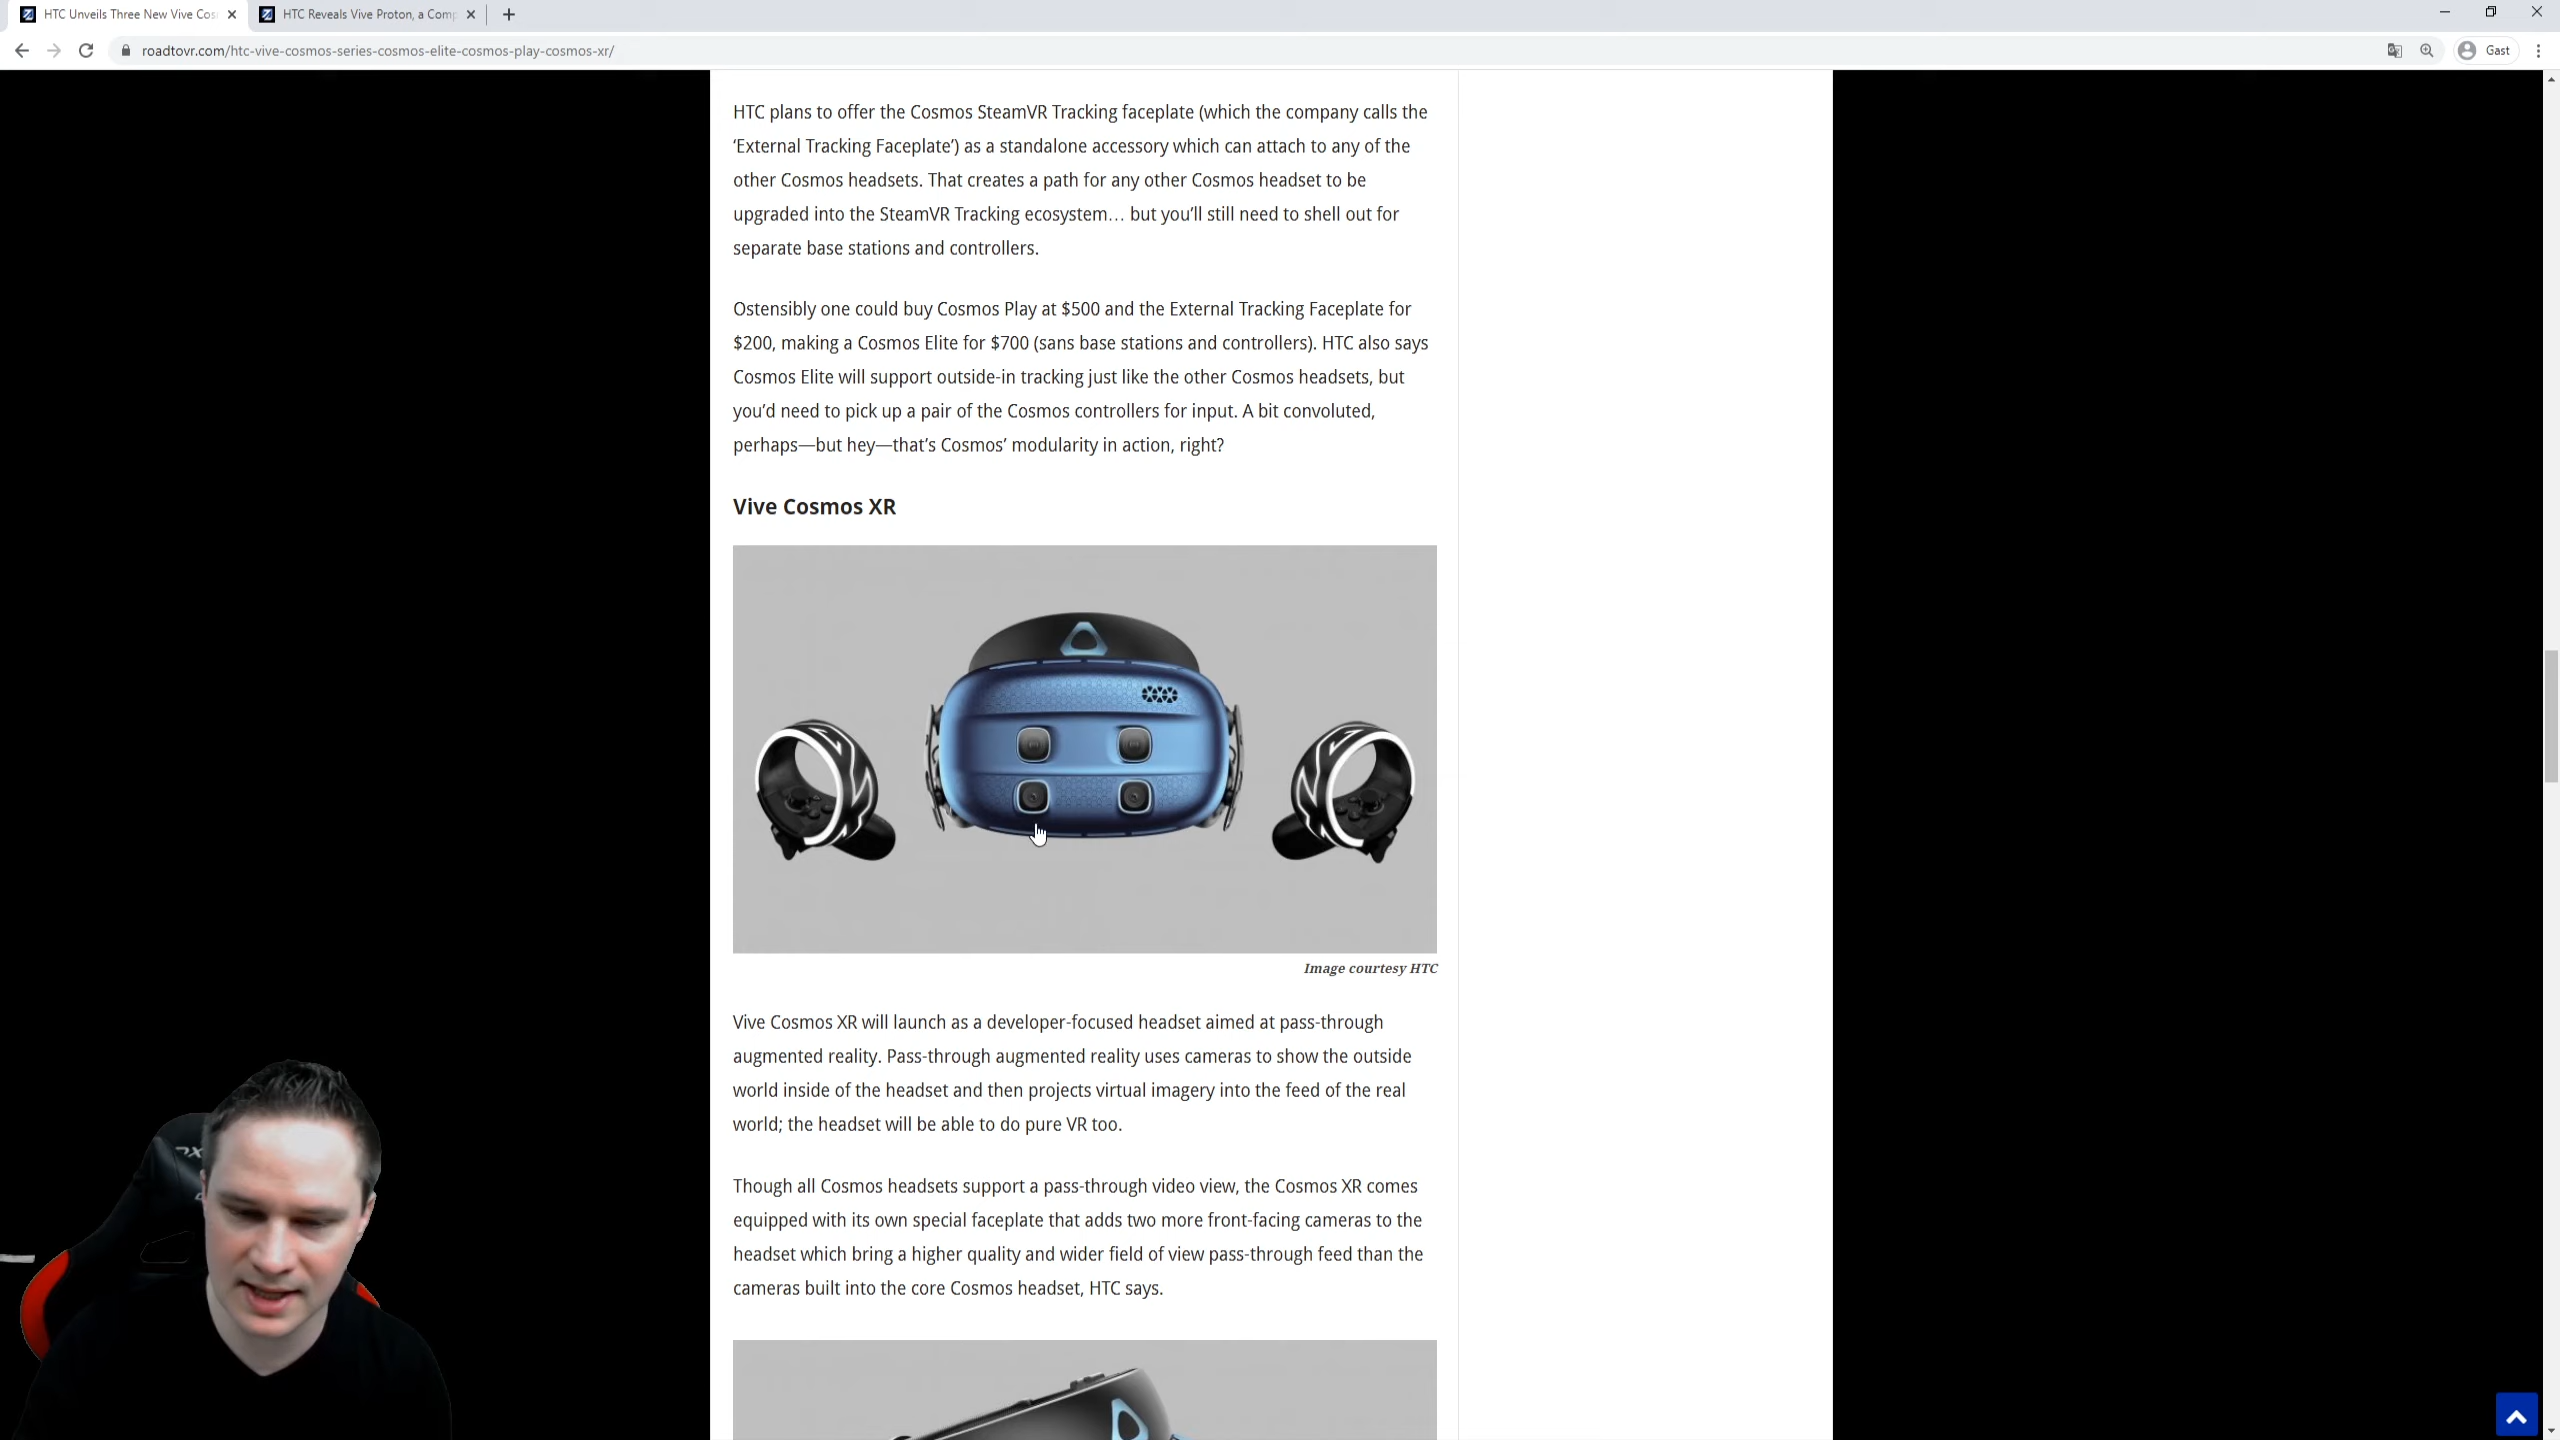 HTC Unveils Three New Vive Cos
HTC Reveals Vive Proton, a Comp
roadtovr.com/htc-vive-cosmos-series-cosmos-elite-cosmos-play-cosmos-xr/
Gast
HTC plans to offer the Cosmos SteamVR Tracking faceplate (which the company calls the
‘External Tracking Faceplate’) as a standalone accessory which can attach to any of the
other Cosmos headsets. That creates a path for any other Cosmos headset to be
upgraded into the SteamVR Tracking ecosystem… but you’ll still need to shell out for
separate base stations and controllers.
Ostensibly one could buy Cosmos Play at $500 and the External Tracking Faceplate for
$200, making a Cosmos Elite for $700 (sans base stations and controllers). HTC also says
Cosmos Elite will support outside-in tracking just like the other Cosmos headsets, but
you’d need to pick up a pair of the Cosmos controllers for input. A bit convoluted,
perhaps—but hey—that’s Cosmos’ modularity in action, right?
Vive Cosmos XR
Image courtesy HTC
Vive Cosmos XR will launch as a developer-focused headset aimed at pass-through
augmented reality. Pass-through augmented reality uses cameras to show the outside
world inside of the headset and then projects virtual imagery into the feed of the real
world; the headset will be able to do pure VR too.
Though all Cosmos headsets support a pass-through video view, the Cosmos XR comes
equipped with its own special faceplate that adds two more front-facing cameras to the
headset which bring a higher quality and wider field of view pass-through feed than the
cameras built into the core Cosmos headset, HTC says.